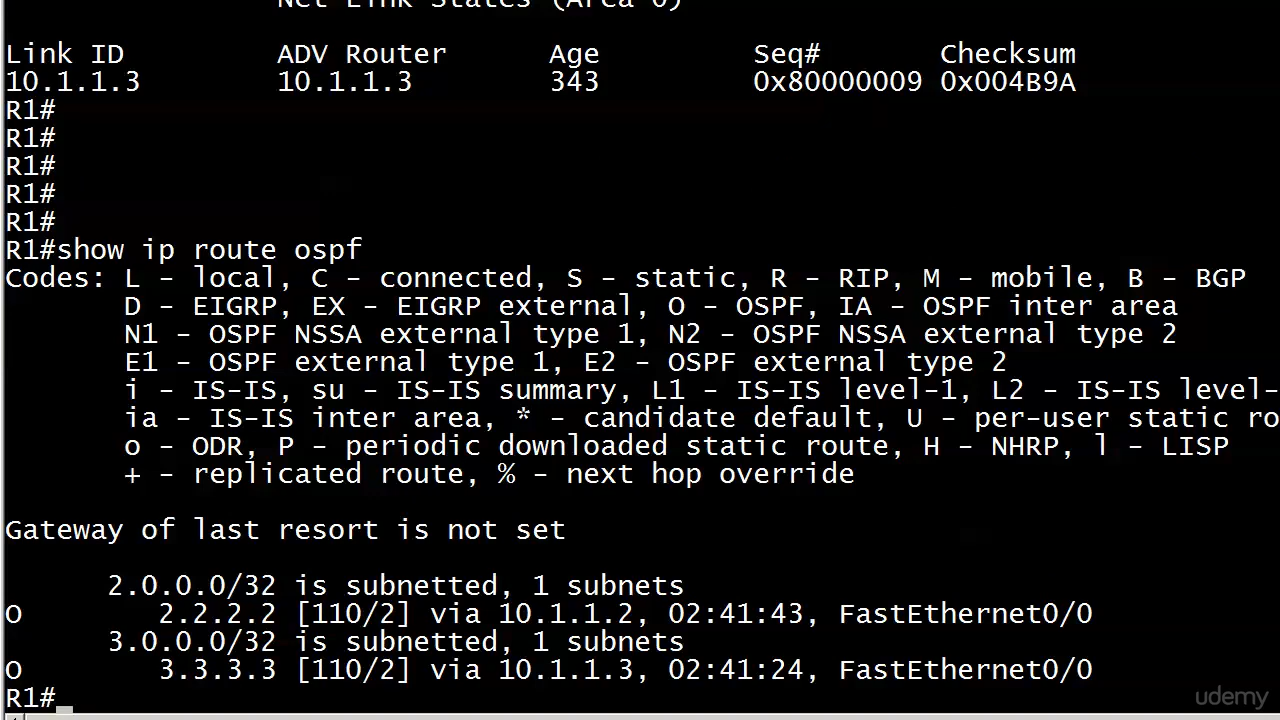 Net Link States (Area 0)
Link ID ADV Router Age Seq# Checksum
10.1.1.3 10.1.1.3 343 0x80000009 0x004B9A
R1#
R1#
R1#
R1#
R1#
R1#show ip route ospf
Codes: L - local, C - connected, S - static, R - RIP, M - mobile, B - BGP
D - EIGRP, EX - EIGRP external, O - OSPF, IA - OSPF inter area
N1 - OSPF NSSA external type 1, N2 - OSPF NSSA external type 2
E1 - OSPF external type 1, E2 - OSPF external type 2
i - IS-IS, su - IS-IS summary, L1 - IS-IS level-1, L2 - IS-IS level-
ia - IS-IS inter area, * - candidate default, U - per-user static ro
o - ODR, P - periodic downloaded static route, H - NHRP, l - LISP
+ - replicated route, % - next hop override
Gateway of last resort is not set
2.0.0.0/32 is subnetted, 1 subnets
O 2.2.2.2 [110/2] via 10.1.1.2, 02:41:43, FastEthernet0/0
3.0.0.0/32 is subnetted, 1 subnets
O 3.3.3.3 [110/2] via 10.1.1.3, 02:41:24, FastEthernet0/0
R1#
udemy